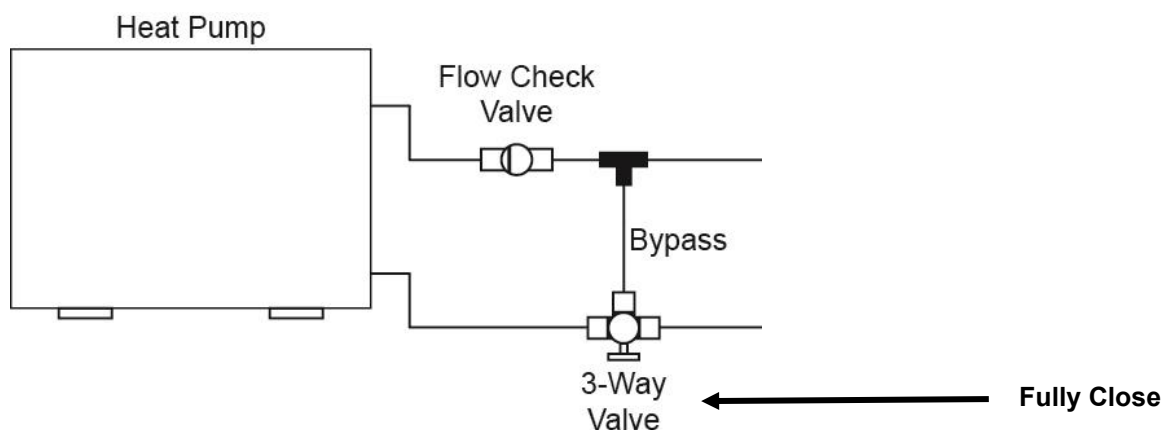 Heat Pump
Flow Check
Valve
Bypass
3-Way
Valve
Fully Close